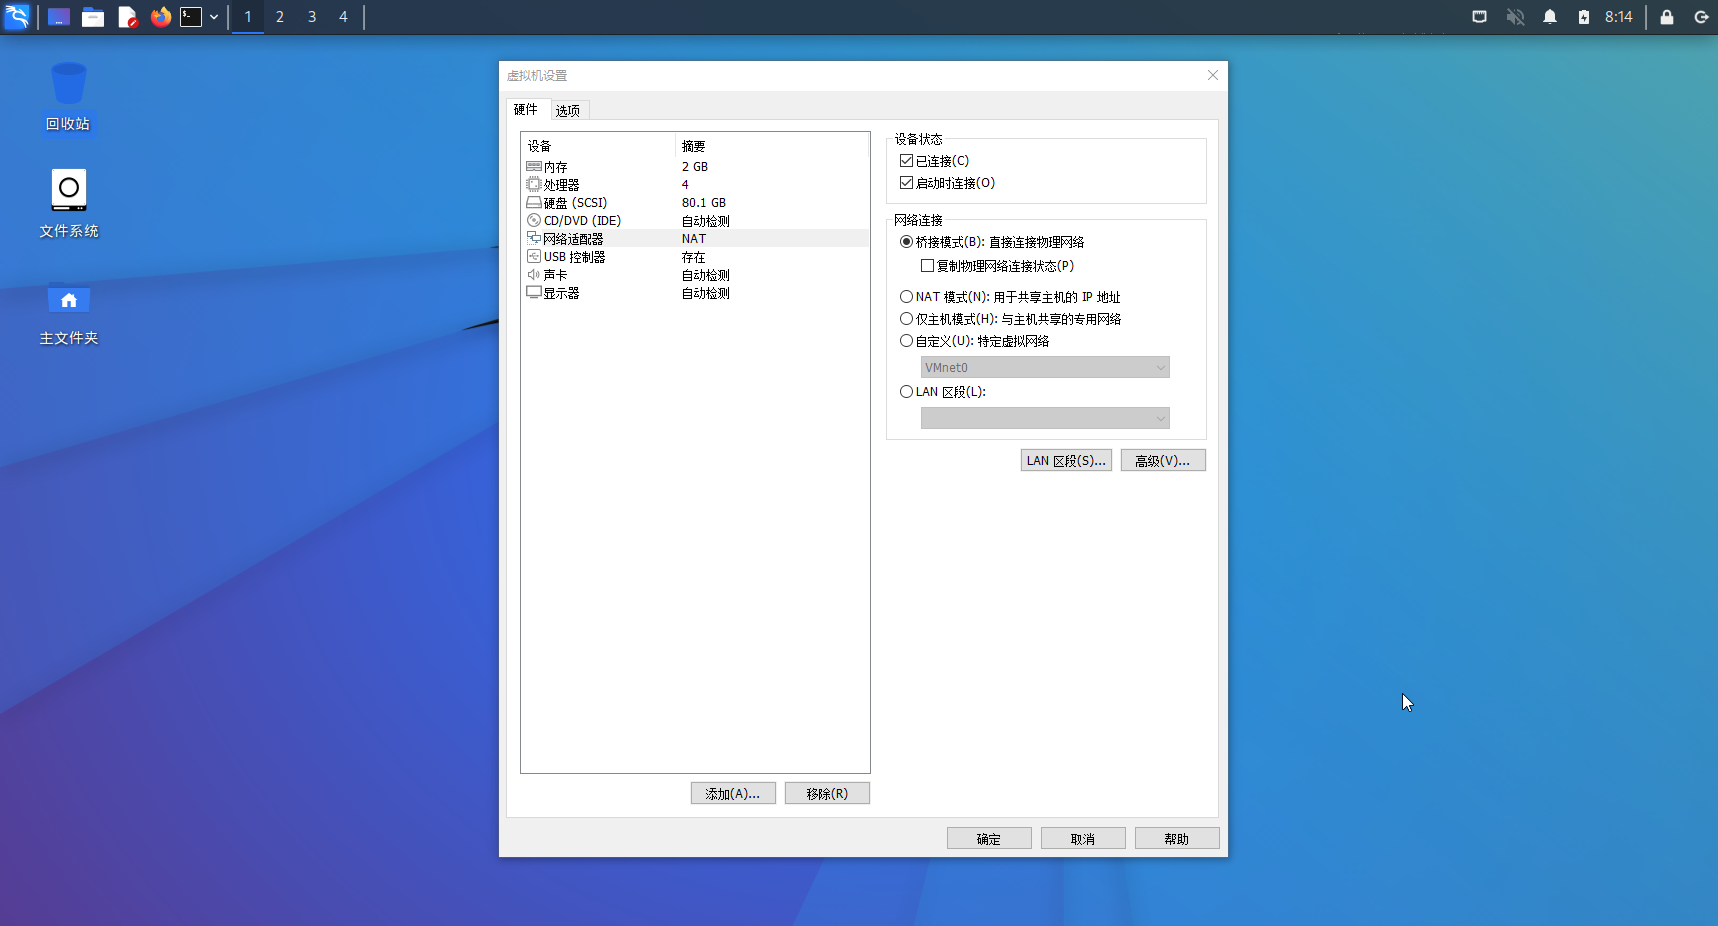 1 2 3 4
8:14
回收站
文件系统
主文件夹
虚拟机设置
硬件 选项
设备 摘要
内存 2 GB
处理器 4
硬盘 (SCSI) 80.1 GB
CD/DVD (IDE) 自动检测
网络适配器 NAT
USB 控制器 存在
声卡 自动检测
显示器 自动检测
添加(A)... 移除(R)
设备状态
已连接(C)
启动时连接(O)
网络连接
桥接模式(B): 直接连接物理网络
复制物理网络连接状态(P)
NAT 模式(N): 用于共享主机的 IP 地址
仅主机模式(H): 与主机共享的专用网络
自定义(U): 特定虚拟网络
VMnet0
LAN 区段(L):
LAN 区段(S)... 高级(V)...
确定 取消 帮助